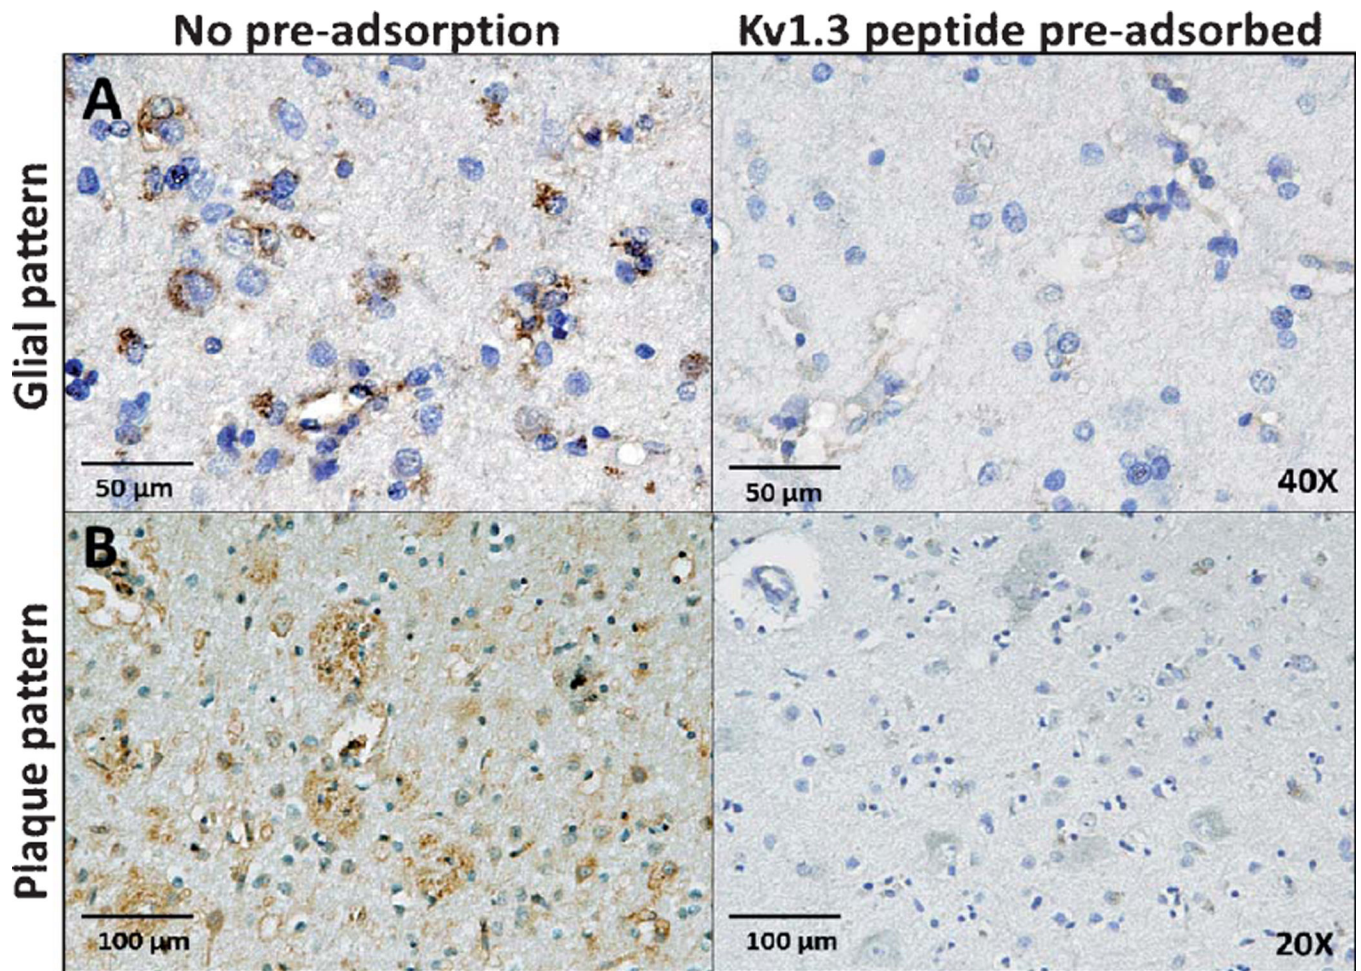 No pre-adsorption
Kv1.3 peptide pre-adsorbed
Glial pattern
A
50 μm
50 μm
40X
Plaque pattern
B
100 μm
100 μm
20X